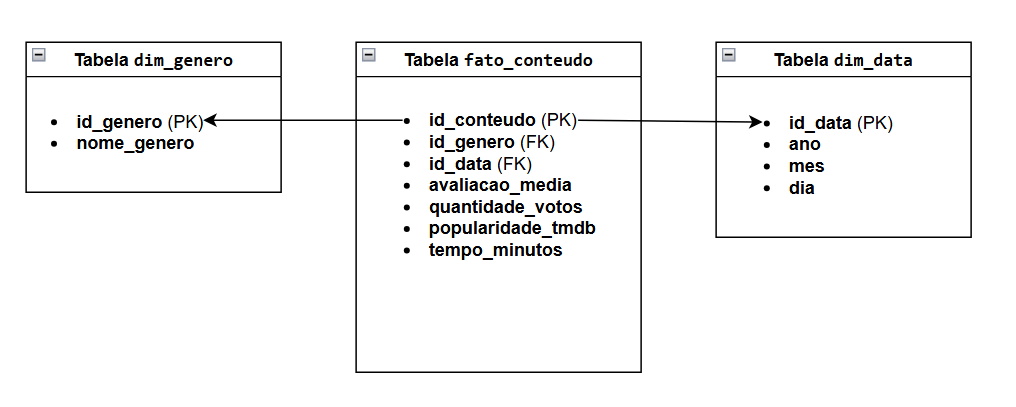 Tabela dim_genero
id_genero (PK)
nome_genero
Tabela fato_conteudo
id_conteudo (PK)
id_genero (FK)
id_data (FK)
avaliacao_media
quantidade_votos
popularidade_tmdb
tempo_minutos
Tabela dim_data
id_data (PK)
ano
mes
dia